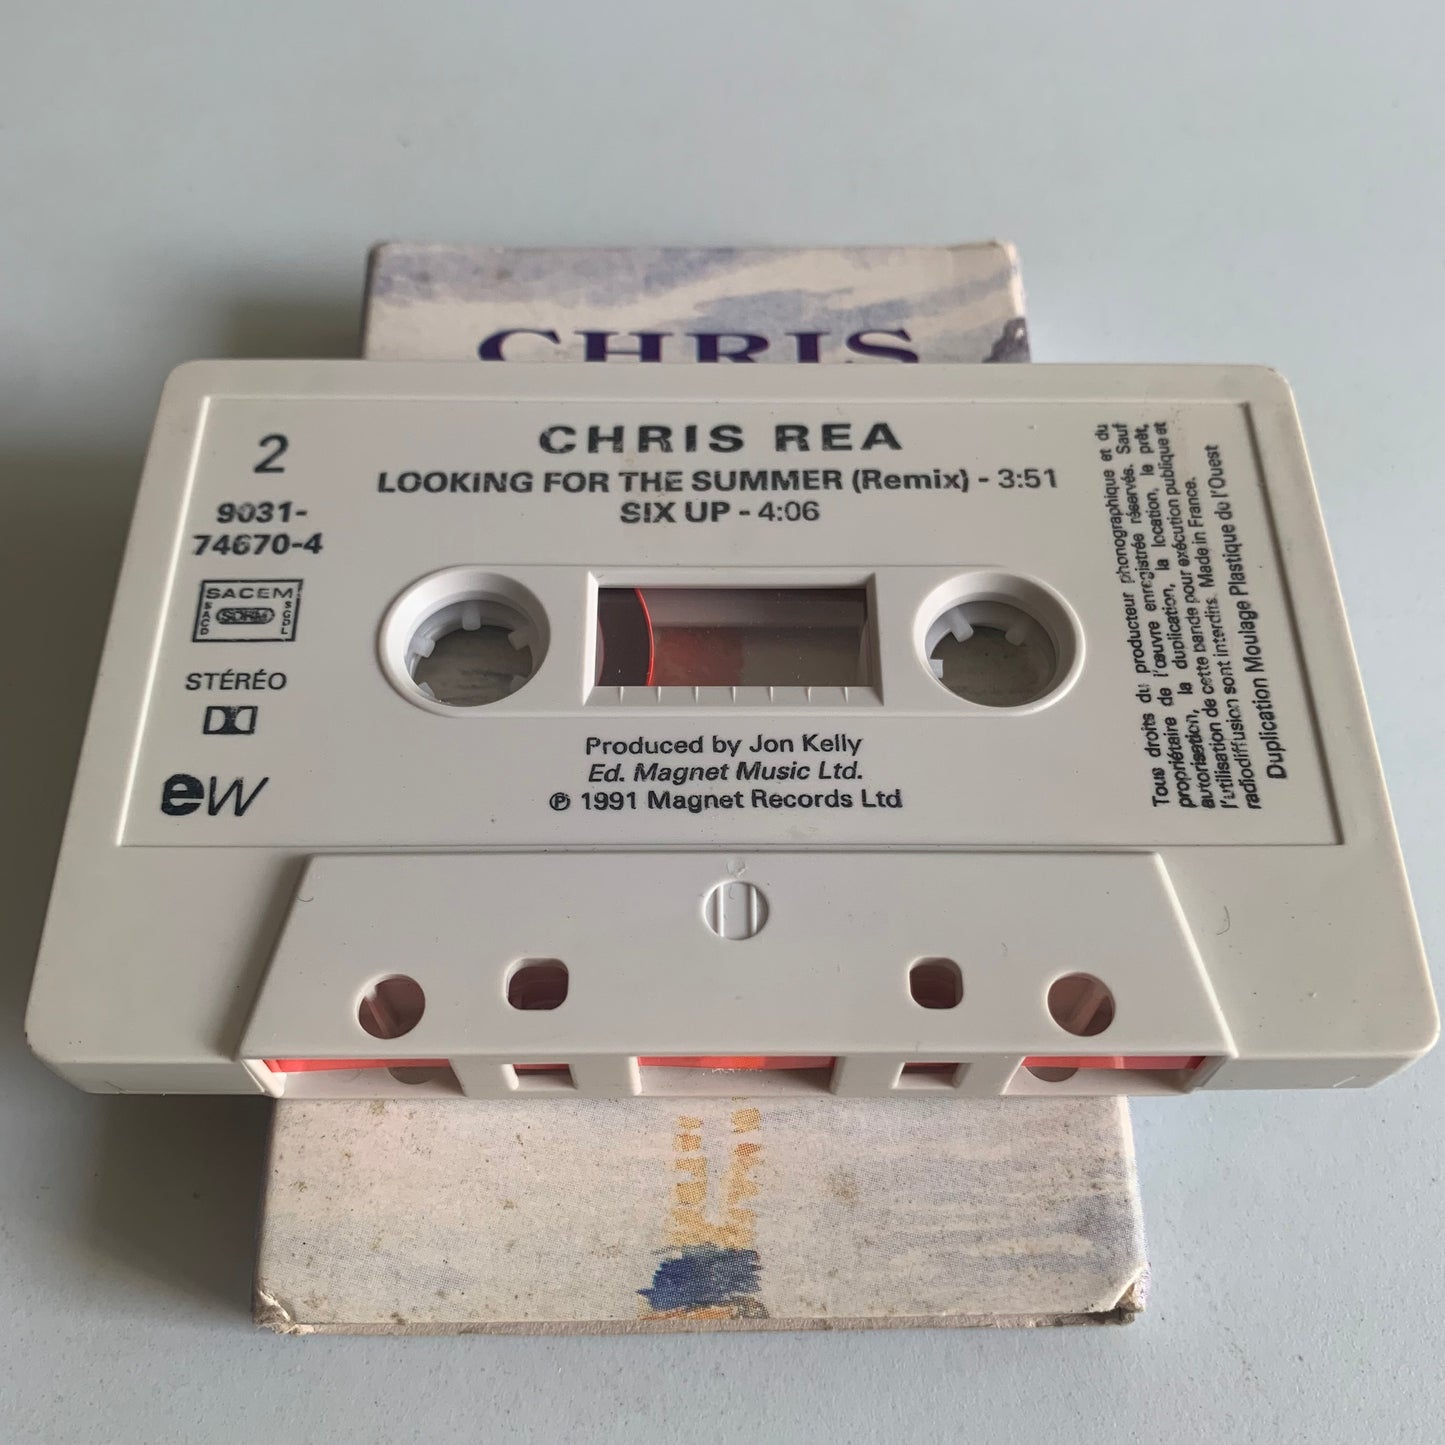 CHRIS
2
9031-
74670-4
SACEM
SACD
SDRM
SGDL
STÉRÉO
ew
CHRIS REA
LOOKING FOR THE SUMMER (Remix) - 3:51
SIX UP - 4:06
Produced by Jon Kelly
Ed. Magnet Music Ltd.
℗ 1991 Magnet Records Ltd
Tous droits du producteur phonographique et du
propriétaire de l'œuvre enregistrée réservés. Sauf
autorisation, la duplication, la location, le prêt,
l'utilisation de cette bande pour exécution publique et
radiodiffusion sont interdits. Made in France.
Duplication Moulage Plastique de l'Ouest